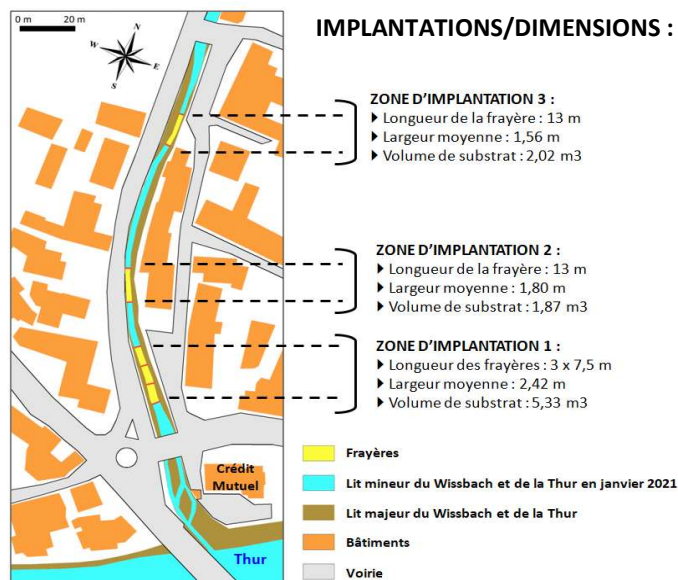 IMPLANTATIONS/DIMENSIONS :
0 m 20 m
N
W
E
S
ZONE D'IMPLANTATION 3 :
Longueur de la frayère : 13 m
Largeur moyenne : 1,56 m
Volume de substrat : 2,02 m3
ZONE D'IMPLANTATION 2 :
Longueur de la frayère : 13 m
Largeur moyenne : 1,80 m
Volume de substrat : 1,87 m3
ZONE D'IMPLANTATION 1 :
Longueur des frayères : 3 x 7,5 m
Largeur moyenne : 2,42 m
Volume de substrat : 5,33 m3
Crédit
Mutuel
Thur
Frayères
Lit mineur du Wissbach et de la Thur en janvier 2021
Lit majeur du Wissbach et de la Thur
Bâtiments
Voirie